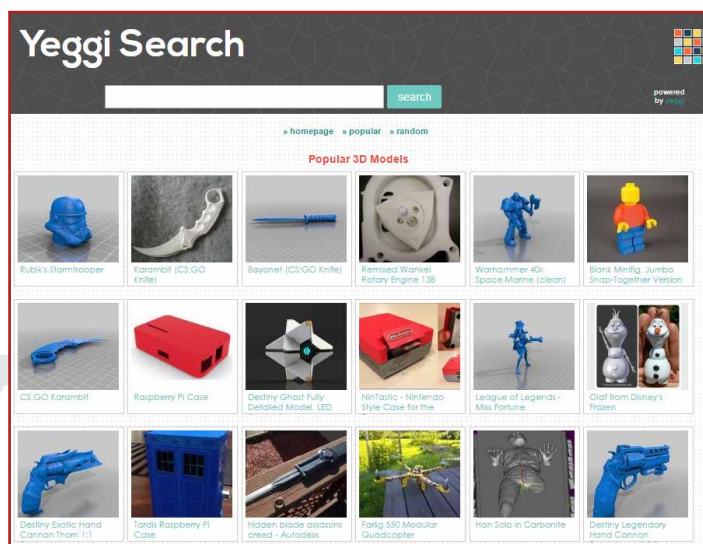 Yeggi Search
search
powered
by yeggi
» homepage » popular » random
Popular 3D Models
Rubik's Stormtrooper
Karambit (CS:GO
Knife)
Bayonet (CS:GO Knife)
Remixed Wankel
Rotary Engine 138
Warhammer 40k
Space Marine (clean)
Blank Minifig, Jumbo
Snap-Together Version
CS:GO Karambit
Raspberry Pi Case
Destiny Ghost Fully
Detailed Model, LED
NinTastic - Nintendo
Style Case for the
League of Legends -
Miss Fortune
Olaf from Disney's
Frozen
Destiny Exotic Hand
Cannon Thorn 1:1
Tardis Raspberry Pi
Case
hidden blade assassins
creed - Autodesk
Farlig 550 Modular
Quadcopter
Han Solo in Carbonite
Destiny Legendary
Hand Cannon